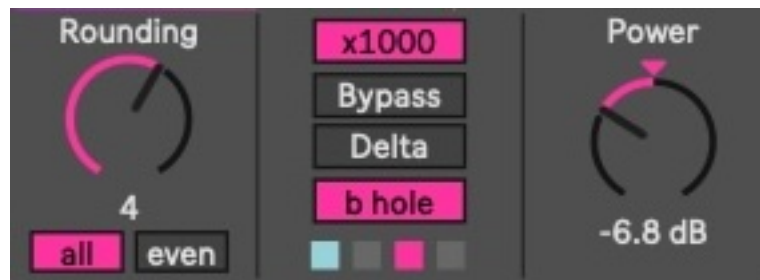 Rounding
4
all even
x1000
Bypass
Delta
b hole
Power
-6.8 dB